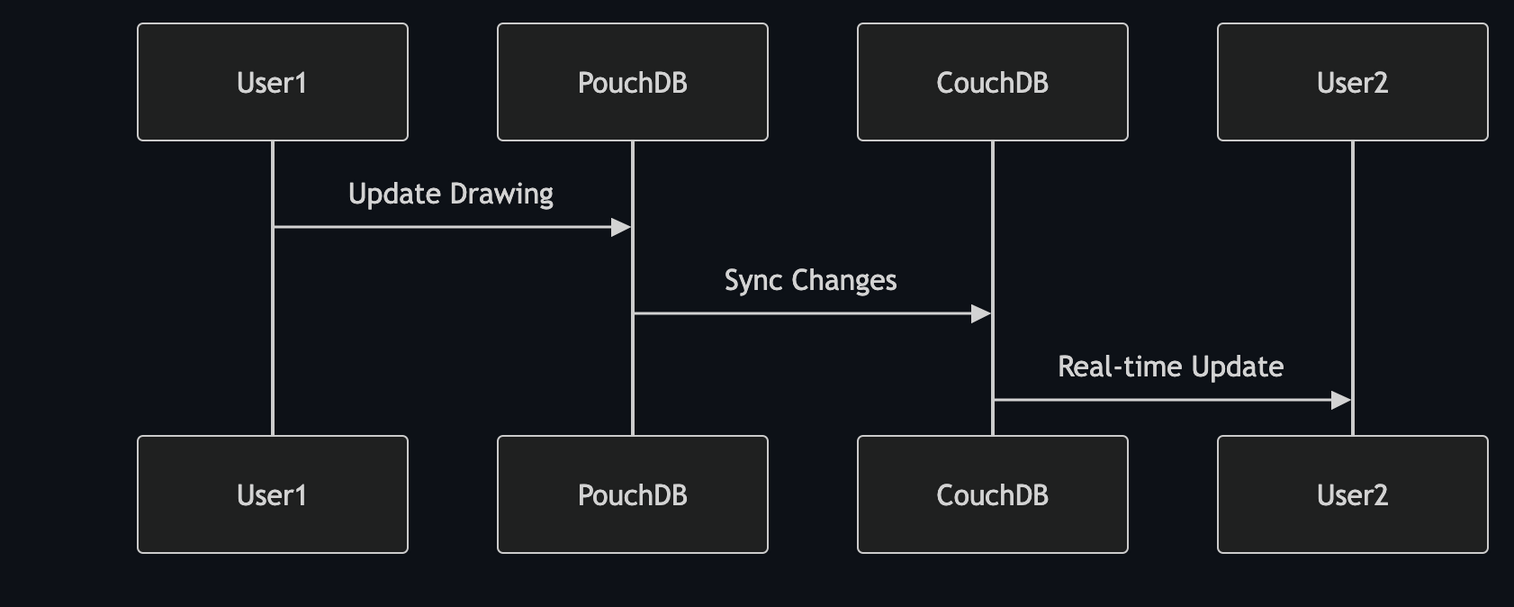 User1
PouchDB
CouchDB
User2
Update Drawing
Sync Changes
Real-time Update
User1
PouchDB
CouchDB
User2